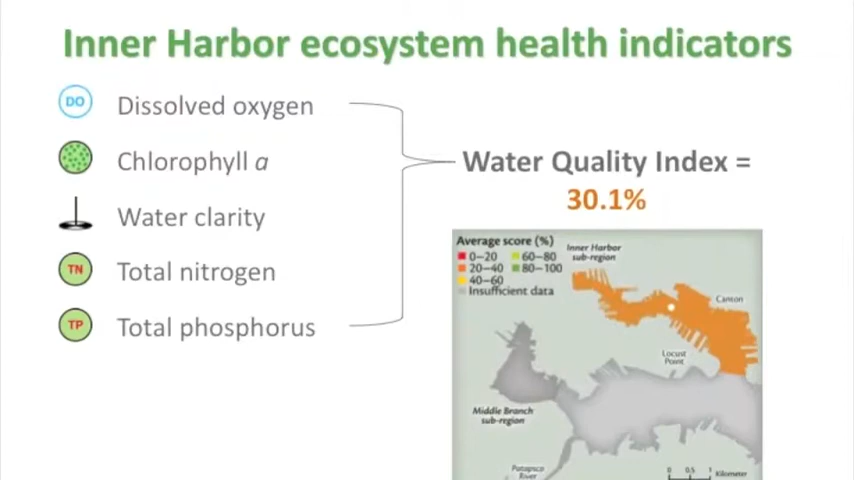 Inner Harbor ecosystem health indicators
DO Dissolved oxygen
Chlorophyll a
Water clarity
TN Total nitrogen
TP Total phosphorus
Water Quality Index =
30.1%
Average score (%)
0–20 60–80
20–40 80–100
40–60
Insufficient data
Inner Harbor
sub-region
Canton
Locust
Point
Middle Branch
sub-region
Patapsco
River
0 0.5 1 Kilometer